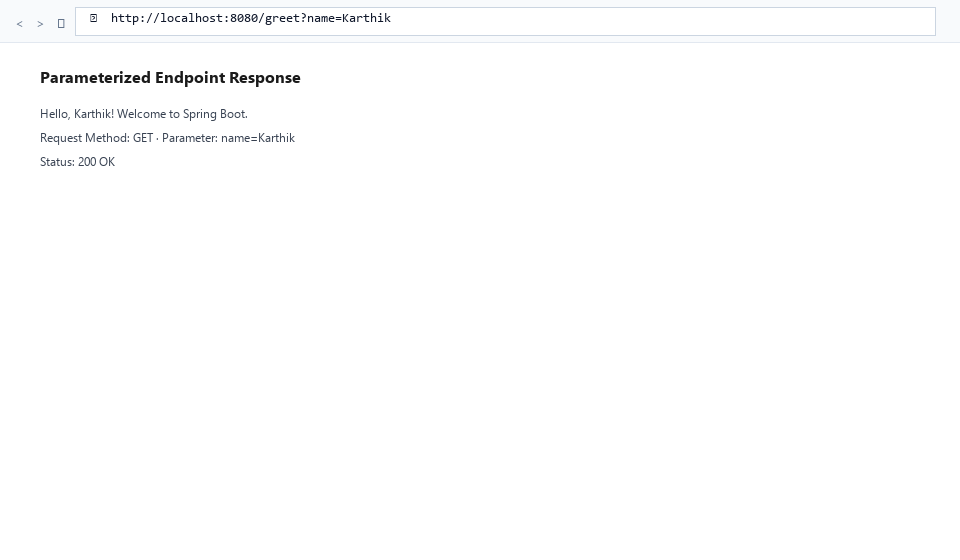 < > http://localhost:8080/greet?name=Karthik
Parameterized Endpoint Response
Hello, Karthik! Welcome to Spring Boot.
Request Method: GET · Parameter: name=Karthik
Status: 200 OK